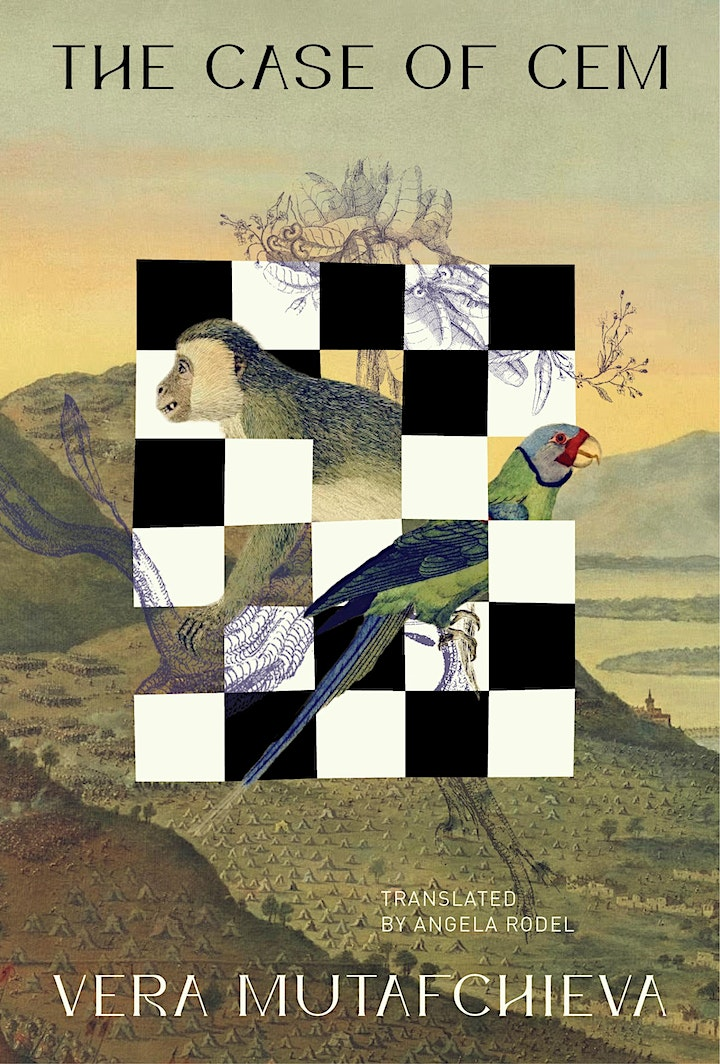 THE CASE OF CEM
TRANSLATED
BY ANGELA RODEL
VERA MUTAFCHIEVA